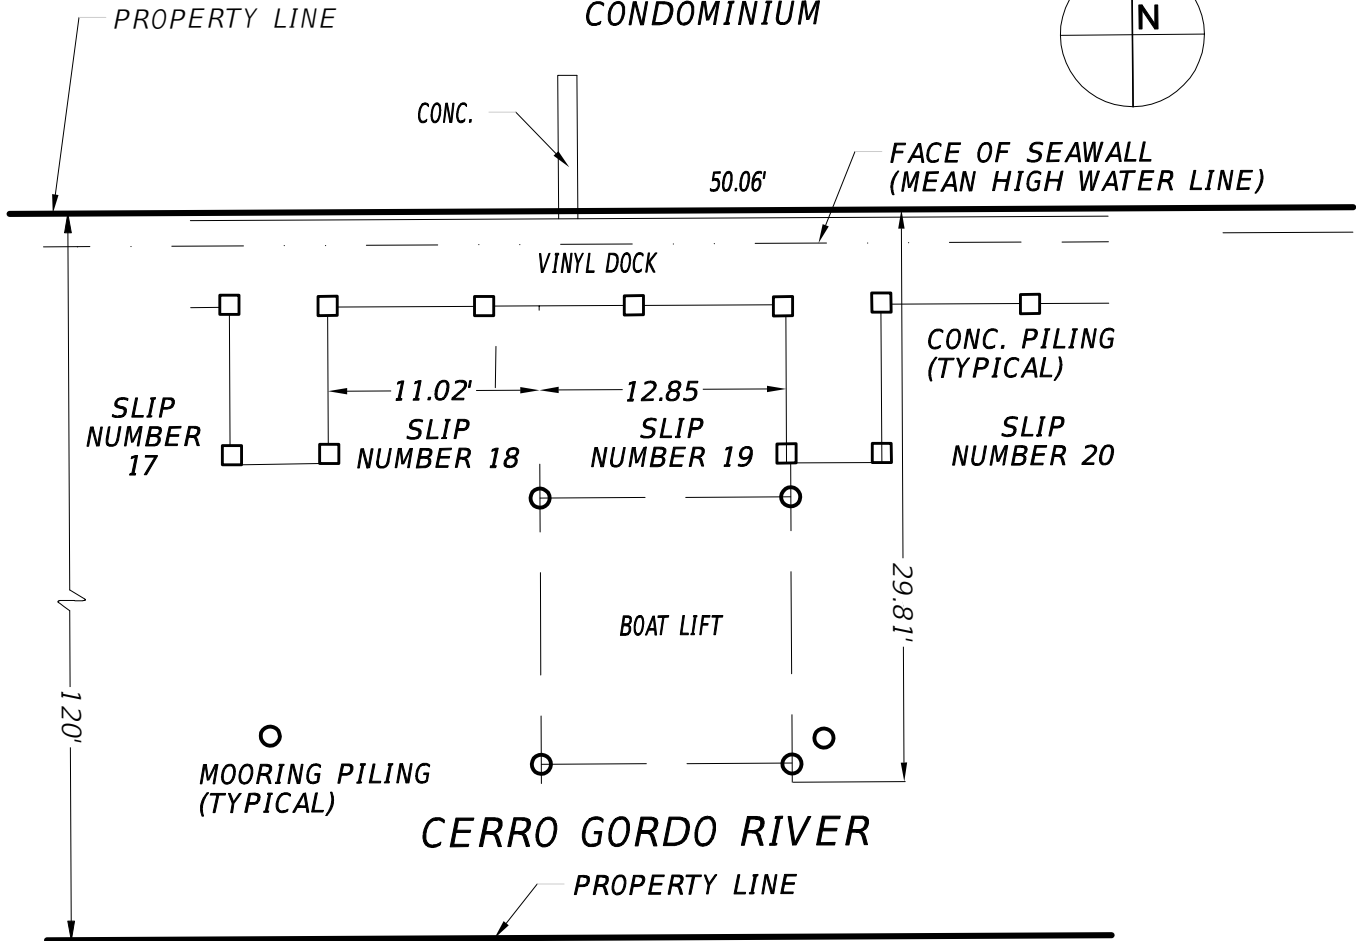 PROPERTY LINE
CONDOMINIUM
N
CONC.
50.06'
FACE OF SEAWALL
(MEAN HIGH WATER LINE)
VINYL DOCK
CONC. PILING
(TYPICAL)
11.02'
12.85
SLIP
NUMBER
17
SLIP
NUMBER 18
SLIP
NUMBER 19
SLIP
NUMBER 20
29.81'
BOAT LIFT
120'
MOORING PILING
(TYPICAL)
CERRO GORDO RIVER
PROPERTY LINE